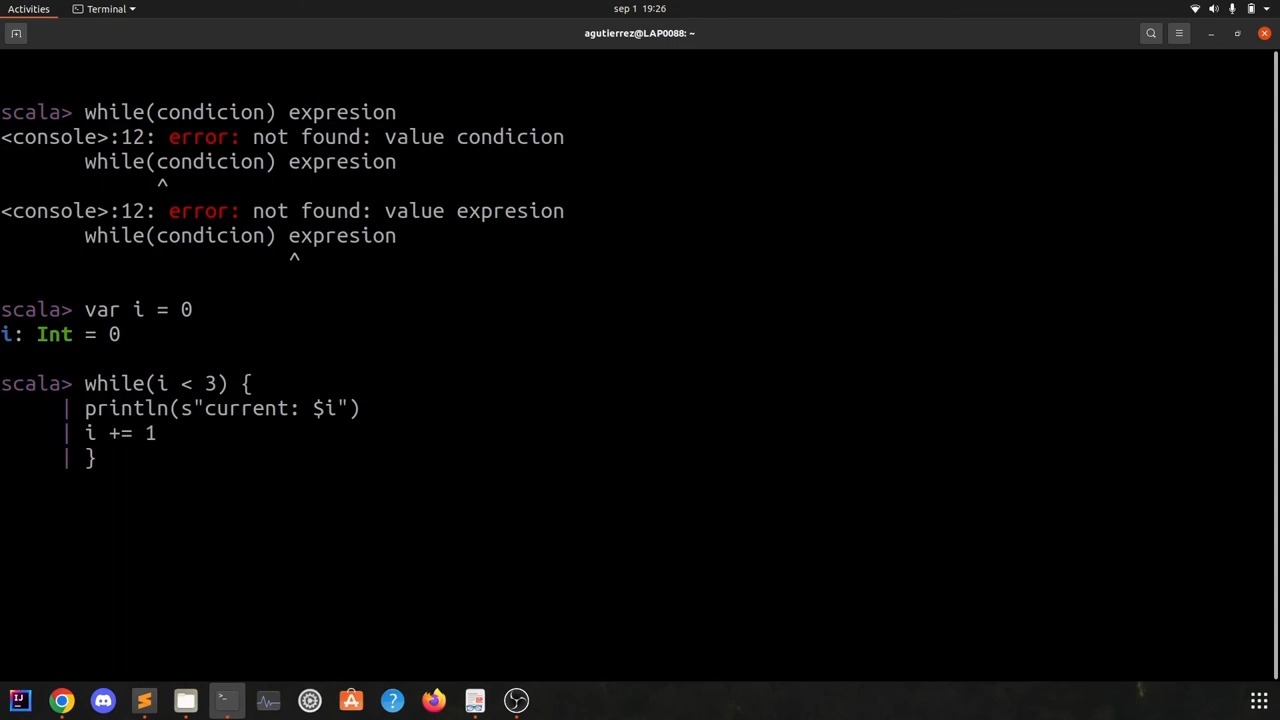 Activities
Terminal
sep 1 19:26
agutierrez@LAP0088: ~
scala> while(condicion) expresion
<console>:12: error: not found: value condicion
       while(condicion) expresion
             ^
<console>:12: error: not found: value expresion
       while(condicion) expresion
                        ^
scala> var i = 0
i: Int = 0
scala> while(i < 3) {
     | println(s"current: $i")
     | i += 1
     | }